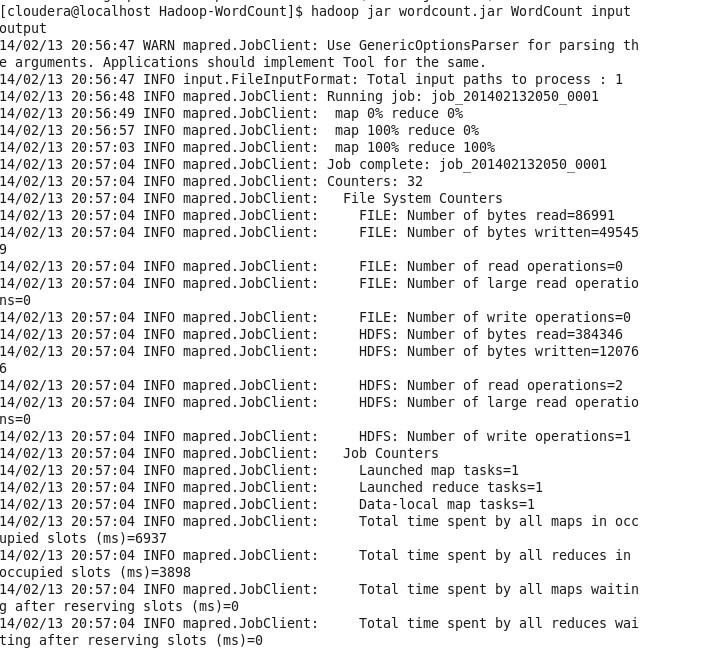 [cloudera@localhost Hadoop-WordCount]$ hadoop jar wordcount.jar WordCount input
output
14/02/13 20:56:47 WARN mapred.JobClient: Use GenericOptionsParser for parsing th
e arguments. Applications should implement Tool for the same.
14/02/13 20:56:47 INFO input.FileInputFormat: Total input paths to process : 1
14/02/13 20:56:48 INFO mapred.JobClient: Running job: job_201402132050_0001
14/02/13 20:56:49 INFO mapred.JobClient:  map 0% reduce 0%
14/02/13 20:56:57 INFO mapred.JobClient:  map 100% reduce 0%
14/02/13 20:57:03 INFO mapred.JobClient:  map 100% reduce 100%
14/02/13 20:57:04 INFO mapred.JobClient: Job complete: job_201402132050_0001
14/02/13 20:57:04 INFO mapred.JobClient: Counters: 32
14/02/13 20:57:04 INFO mapred.JobClient:   File System Counters
14/02/13 20:57:04 INFO mapred.JobClient:     FILE: Number of bytes read=86991
14/02/13 20:57:04 INFO mapred.JobClient:     FILE: Number of bytes written=49545
9
14/02/13 20:57:04 INFO mapred.JobClient:     FILE: Number of read operations=0
14/02/13 20:57:04 INFO mapred.JobClient:     FILE: Number of large read operatio
ns=0
14/02/13 20:57:04 INFO mapred.JobClient:     FILE: Number of write operations=0
14/02/13 20:57:04 INFO mapred.JobClient:     HDFS: Number of bytes read=384346
14/02/13 20:57:04 INFO mapred.JobClient:     HDFS: Number of bytes written=12076
6
14/02/13 20:57:04 INFO mapred.JobClient:     HDFS: Number of read operations=2
14/02/13 20:57:04 INFO mapred.JobClient:     HDFS: Number of large read operatio
ns=0
14/02/13 20:57:04 INFO mapred.JobClient:     HDFS: Number of write operations=1
14/02/13 20:57:04 INFO mapred.JobClient:   Job Counters
14/02/13 20:57:04 INFO mapred.JobClient:     Launched map tasks=1
14/02/13 20:57:04 INFO mapred.JobClient:     Launched reduce tasks=1
14/02/13 20:57:04 INFO mapred.JobClient:     Data-local map tasks=1
14/02/13 20:57:04 INFO mapred.JobClient:     Total time spent by all maps in occ
upied slots (ms)=6937
14/02/13 20:57:04 INFO mapred.JobClient:     Total time spent by all reduces in
occupied slots (ms)=3898
14/02/13 20:57:04 INFO mapred.JobClient:     Total time spent by all maps waitin
g after reserving slots (ms)=0
14/02/13 20:57:04 INFO mapred.JobClient:     Total time spent by all reduces wai
ting after reserving slots (ms)=0